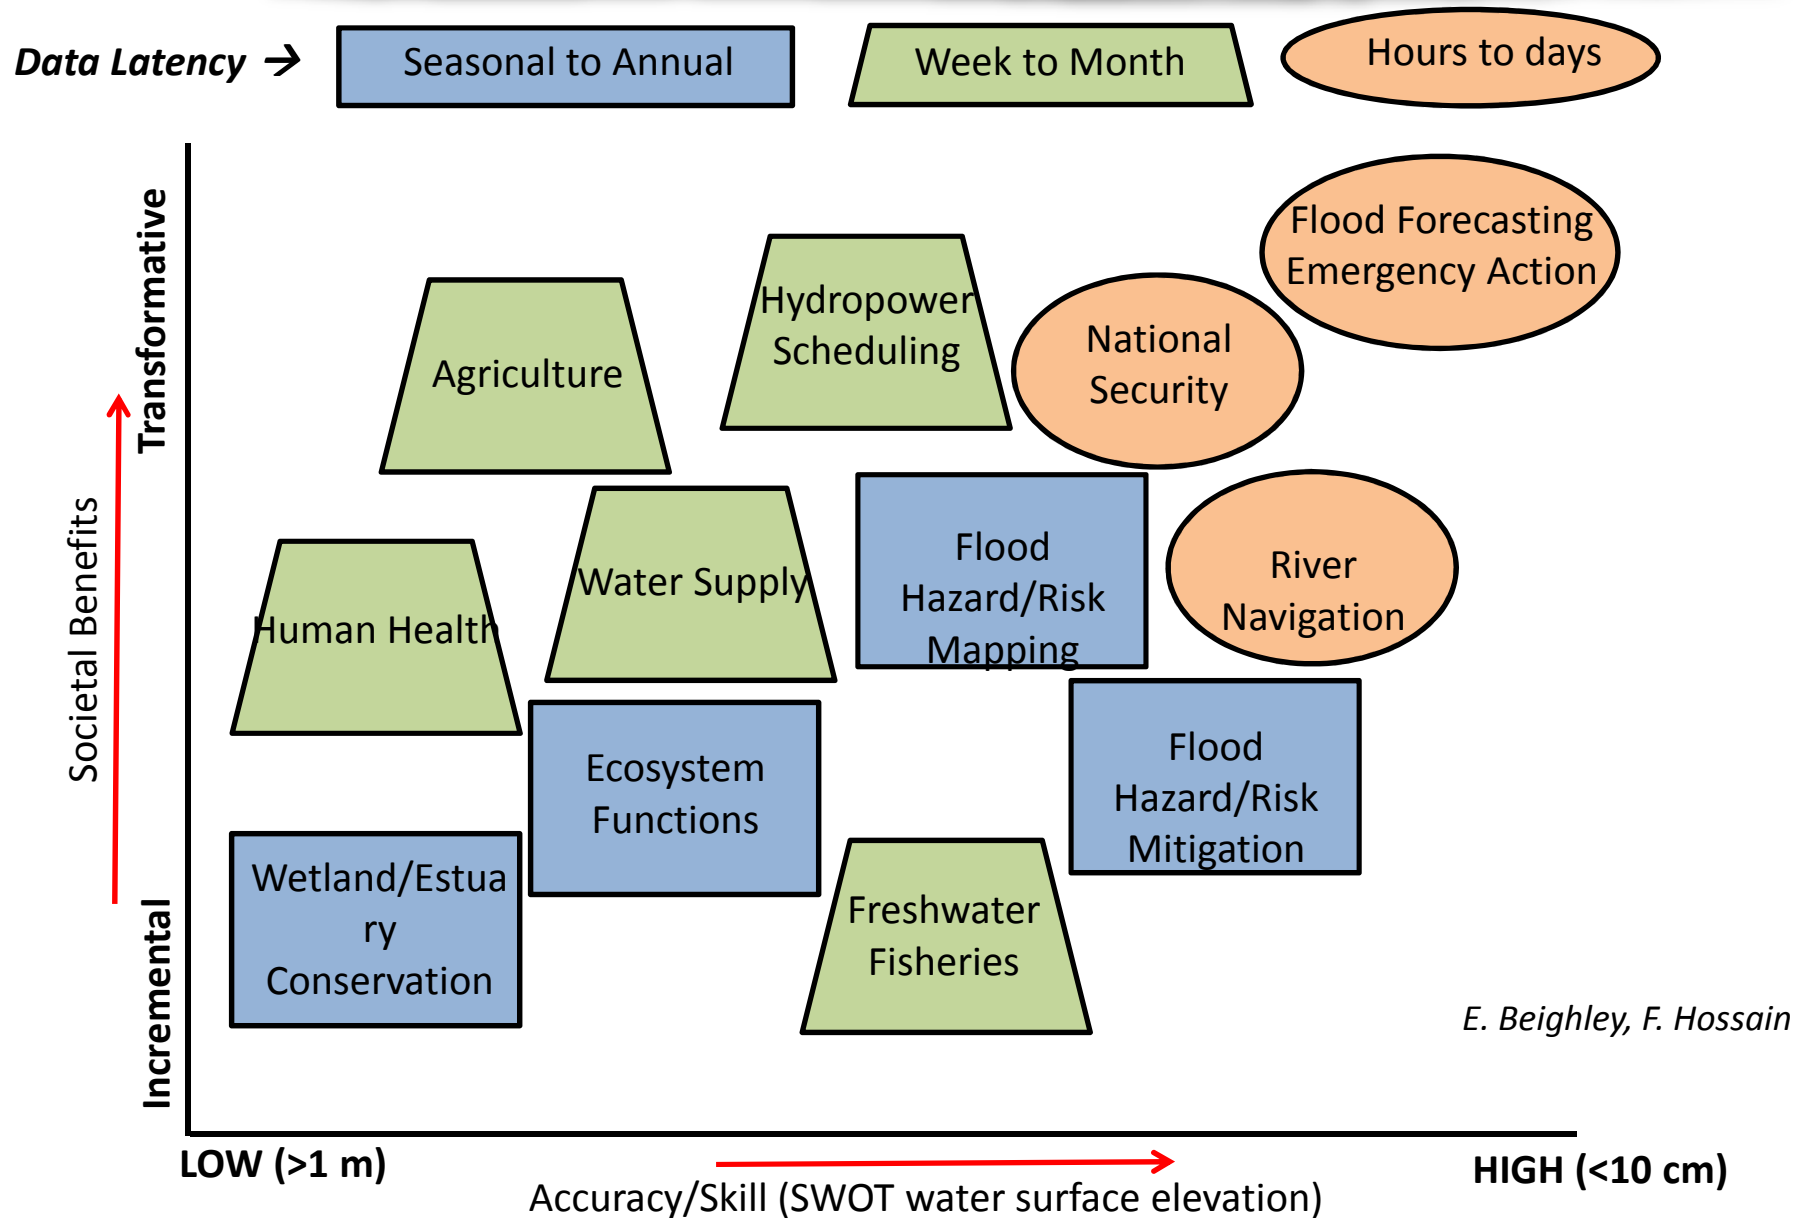 Data Latency →
Seasonal to Annual
Week to Month
Hours to days
Transformative
Societal Benefits
Incremental
Flood Forecasting
Emergency Action
Hydropower
Scheduling
National
Security
Agriculture
Flood
Hazard/Risk
Mapping
River
Navigation
Water Supply
Human Health
Ecosystem
Functions
Flood
Hazard/Risk
Mitigation
Wetland/Estua
ry
Conservation
Freshwater
Fisheries
E. Beighley, F. Hossain
LOW (>1 m)
HIGH (<10 cm)
Accuracy/Skill (SWOT water surface elevation)